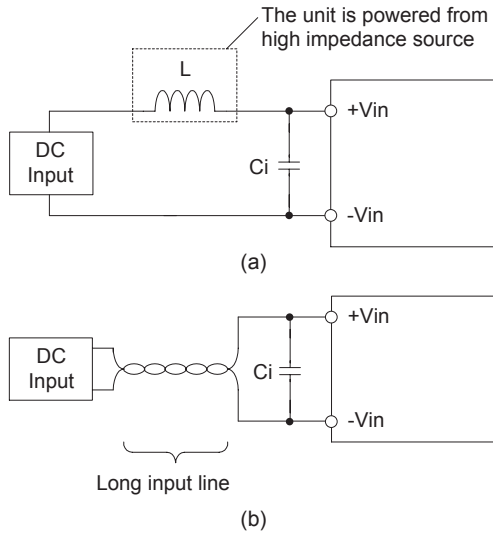 The unit is powered from
high impedance source
L
+Vin
DC
Input
Ci
-Vin
(a)
+Vin
DC
Input
Ci
-Vin
Long input line
(b)